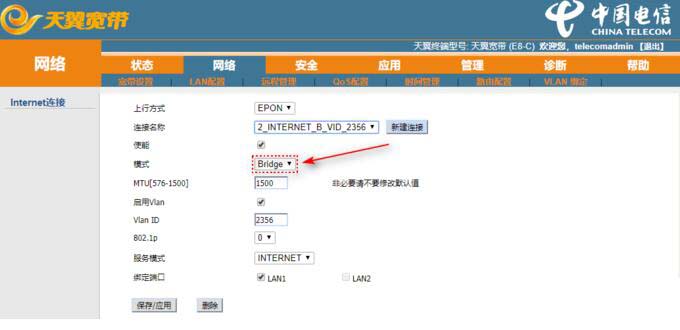 天翼宽带
中国电信
CHINA TELECOM
天翼终端型号: 天翼宽带 (E8-C) 欢迎您，telecomadmin [退出]
网络
状态 网络 安全 应用 管理 诊断 帮助
宽带设置 LAN配置 远程管理 QoS配置 时间管理 路由配置 VLAN 绑定
Internet连接
上行方式 EPON
连接名称 2_INTERNET_B_VID_2356 新建连接
使能
模式 Bridge
MTU[576-1500] 1500 非必要请不要修改默认值
启用Vlan
Vlan ID 2356
802.1p 0
服务模式 INTERNET
绑定端口 LAN1 LAN2
保存/应用 删除